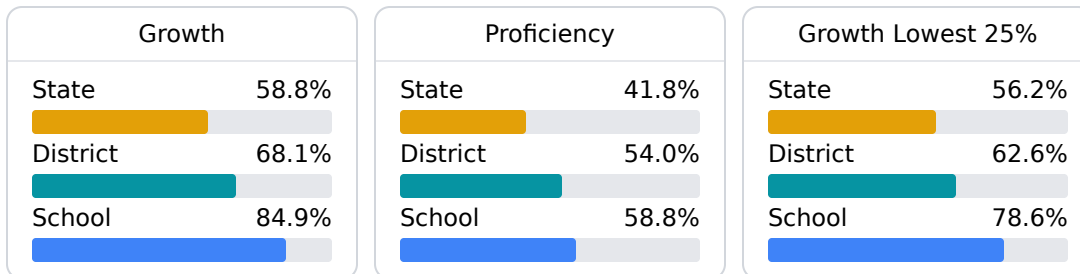 Growth
State 58.8%
District 68.1%
School 84.9%
Proficiency
State 41.8%
District 54.0%
School 58.8%
Growth Lowest 25%
State 56.2%
District 62.6%
School 78.6%